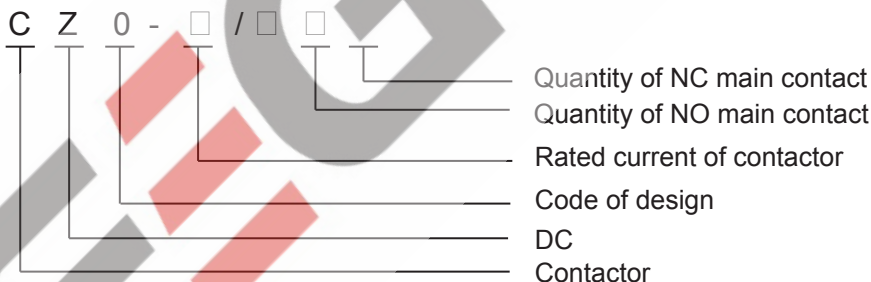 C Z 0 - □ / □ □
Quantity of NC main contact
Quantity of NO main contact
Rated current of contactor
Code of design
DC
Contactor